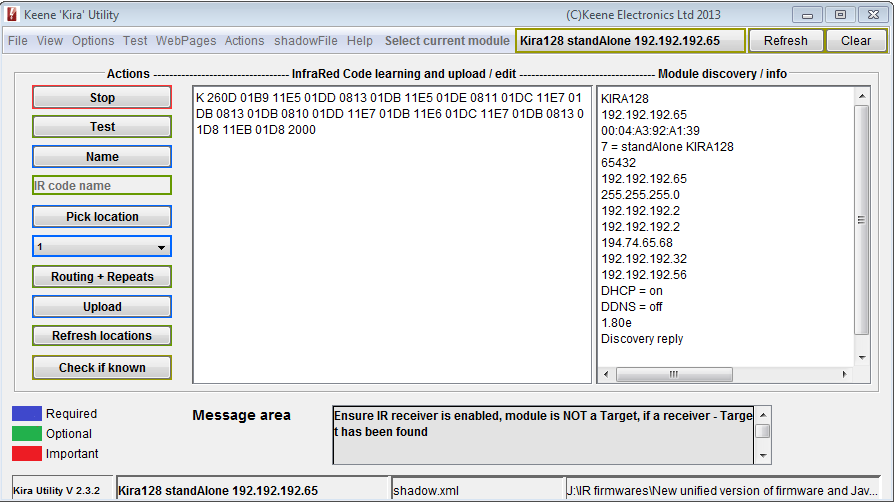 Keene 'Kira' Utility
(C)Keene Electronics Ltd 2013
File View Options Test WebPages Actions shadowFile Help Select current module Kira128 standAlone 192.192.192.65 Refresh Clear
Actions InfraRed Code learning and upload / edit Module discovery / info
Stop
Test
Name
IR code name
Pick location
1
Routing + Repeats
Upload
Refresh locations
Check if known
K 260D 01B9 11E5 01DD 0813 01DB 11E5 01DE 0811 01DC 11E7 01
DB 0813 01DB 0810 01DD 11E7 01DB 11E6 01DC 11E7 01DB 0813 0
1D8 11EB 01D8 2000
KIRA128
192.192.192.65
00:04:A3:92:A1:39
7 = standAlone KIRA128
65432
192.192.192.65
255.255.255.0
192.192.192.2
192.192.192.2
194.74.65.68
192.192.192.32
192.192.192.56
DHCP = on
DDNS = off
1.80e
Discovery reply
Required
Optional
Important
Message area
Ensure IR receiver is enabled, module is NOT a Target, if a receiver - Targe
t has been found
Kira Utility V 2.3.2
Kira128 standAlone 192.192.192.65
shadow.xml
J:\IR firmwares\New unified version of firmware and Jav...